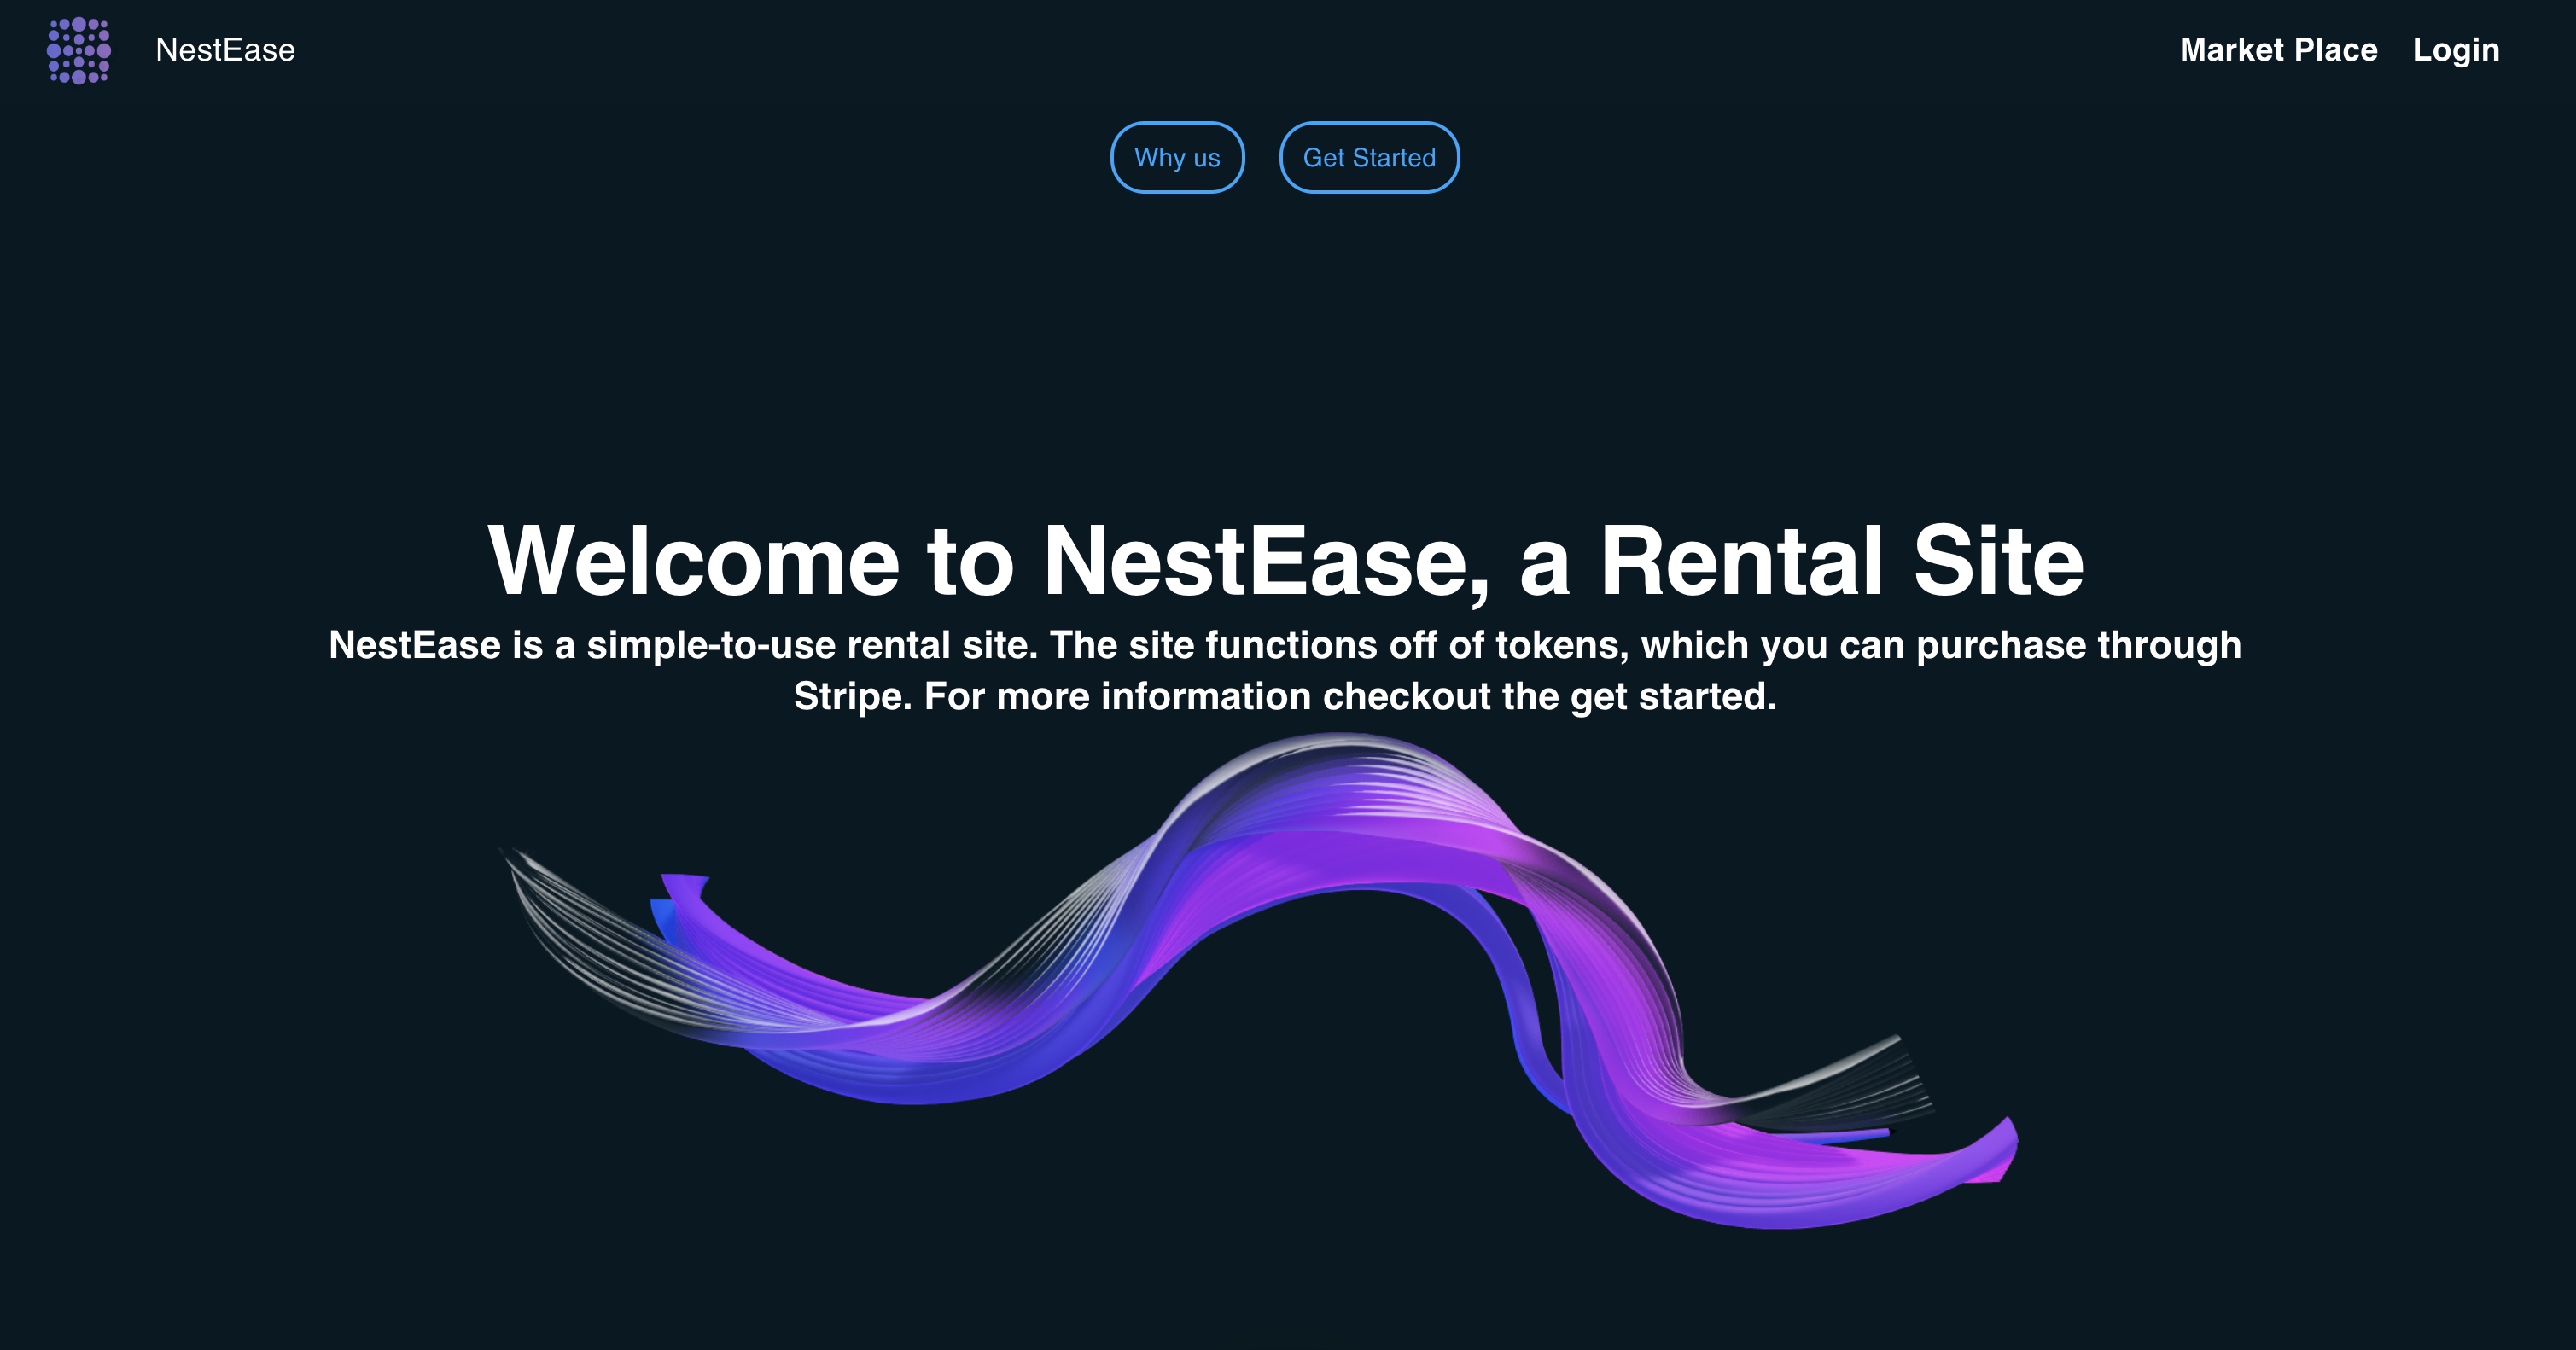 NestEase
Market Place
Login
Why us
Get Started
Welcome to NestEase, a Rental Site
NestEase is a simple-to-use rental site. The site functions off of tokens, which you can purchase through
Stripe. For more information checkout the get started.